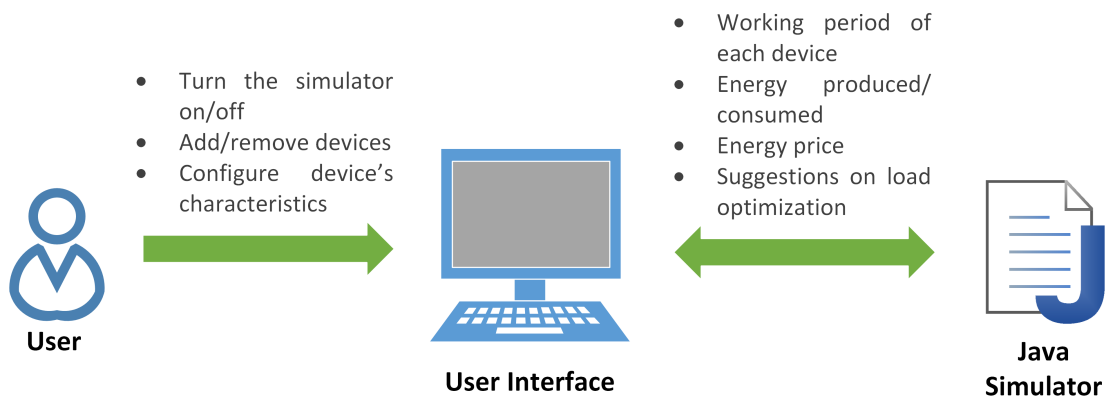 • Turn the simulator
on/off
• Add/remove devices
• Configure device's
characteristics
User
User Interface
• Working period of
each device
• Energy produced/
consumed
• Energy price
• Suggestions on load
optimization
J
Java
Simulator